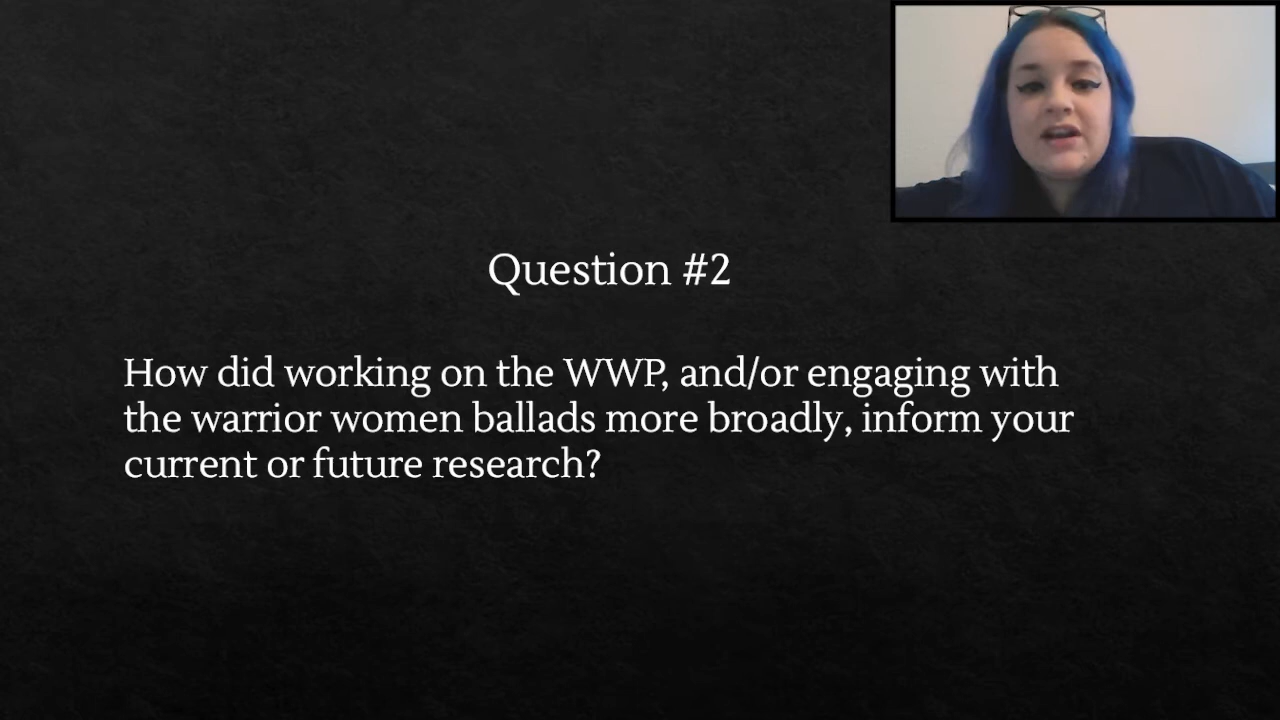 Question #2
How did working on the WWP, and/or engaging with
the warrior women ballads more broadly, inform your
current or future research?